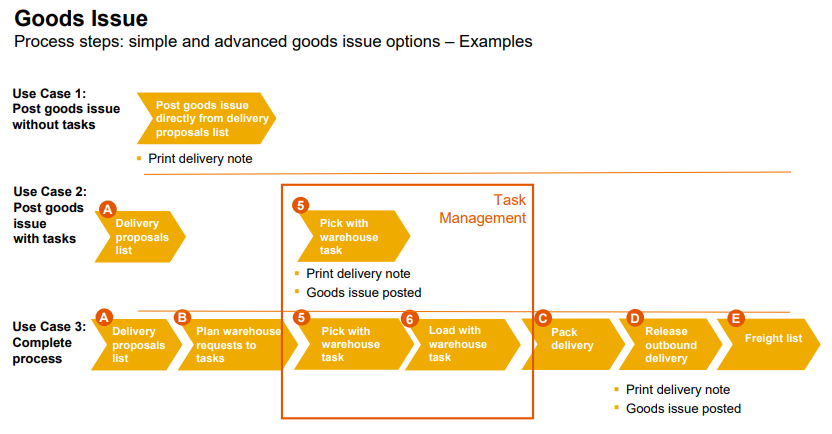 Goods Issue
Process steps: simple and advanced goods issue options – Examples
Use Case 1:
Post goods issue
without tasks
Post goods issue
directly from delivery
proposals list
Print delivery note
Use Case 2:
Post goods
issue
with tasks
A
Delivery
proposals
list
Task
Management
5
Pick with
warehouse
task
Print delivery note
Goods issue posted
Use Case 3:
Complete
process
A
Delivery
proposals
list
B
Plan warehouse
requests to
tasks
5
Pick with
warehouse
task
6
Load with
warehouse
task
C
Pack
delivery
D
Release
outbound
delivery
E
Freight list
Print delivery note
Goods issue posted